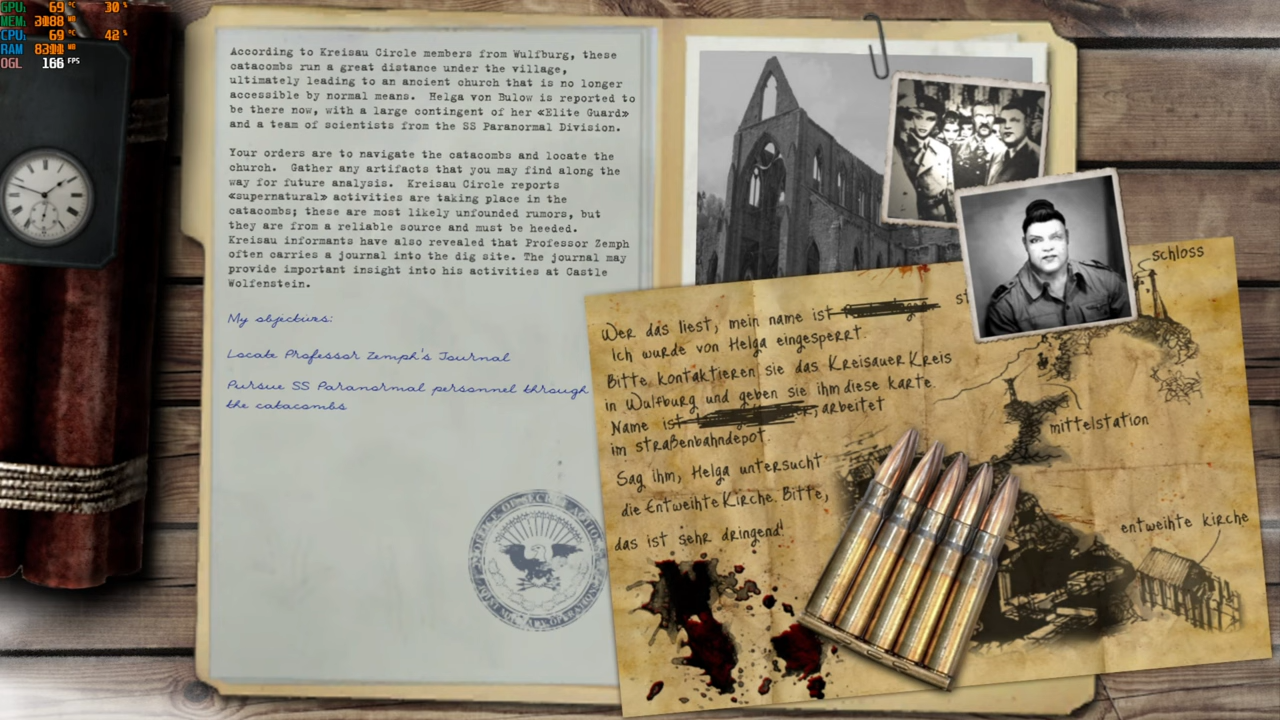 GPU: 69 °C 30 %
MEM: 3188 MB
CPU: 69 °C 42 %
RAM 8311 MB
OGL 166 FPS
According to Kreisau Circle members from Wulfburg, these
catacombs run a great distance under the village,
ultimately leading to an ancient church that is no longer
accessible by normal means. Helga von Bulow is reported to
be there now, with a large contingent of her «Elite Guard»
and a team of scientists from the SS Paranormal Division.
Your orders are to navigate the catacombs and locate the
church. Gather any artifacts that you may find along the
way for future analysis. Kreisau Circle reports
«supernatural» activities are taking place in the
catacombs; these are most likely unfounded rumors, but
they are from a reliable source and must be heeded.
Kreisau informants have also revealed that Professor Zemph
often carries a journal into the dig site. The journal may
provide important insight into his activities at Castle
Wolfenstein.
My objectives:
Locate Professor Zemph's Journal
Pursue SS Paranormal personnel through
the catacombs
Wer das liest, mein name ist
Ich wurde von Helga eingesperrt.
Bitte, kontaktieren sie das Kreisauer Kreis
in Wulfburg und geben sie ihm diese karte.
Name ist arbeitet
im straßenbahndepot.
Sag ihm, Helga untersucht
die Entweihte Kirche. Bitte,
das ist sehr dringend!
schloss
mittelstation
entweihte kirche